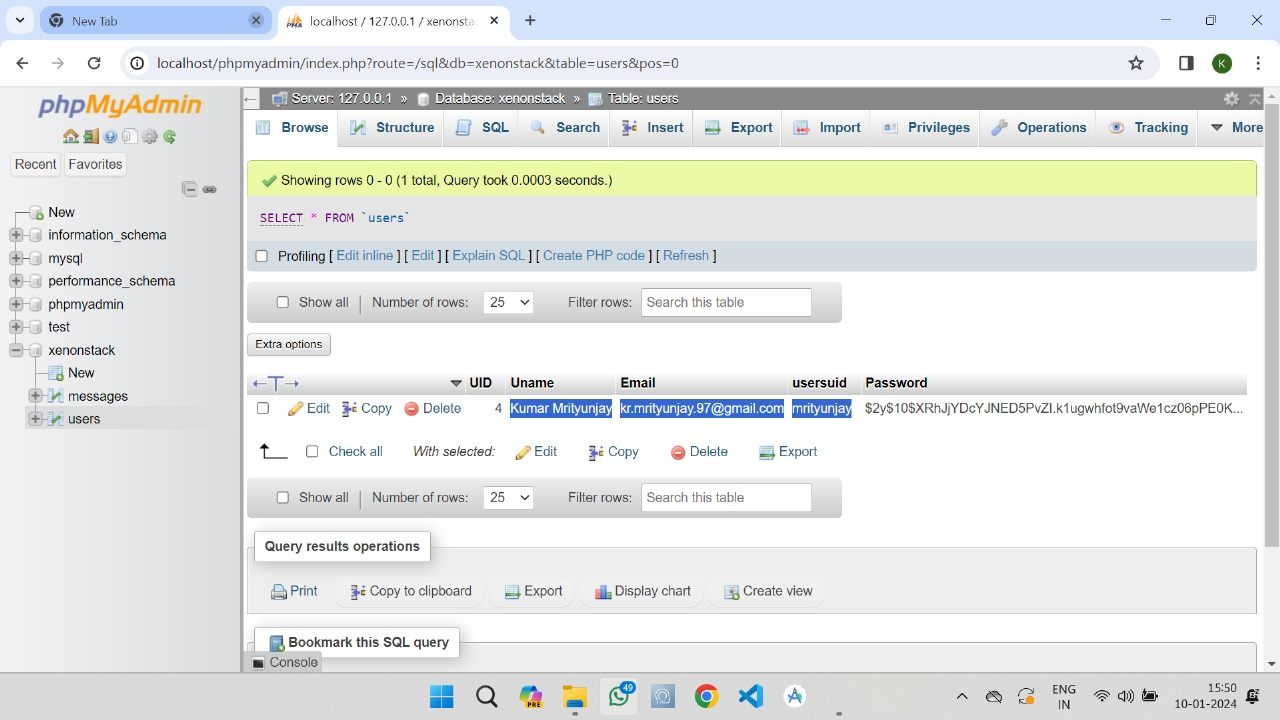 New Tab
localhost / 127.0.0.1 / xenonsta
localhost/phpmyadmin/index.php?route=/sql&db=xenonstack&table=users&pos=0
K
phpMyAdmin
Recent Favorites
New
information_schema
mysql
performance_schema
phpmyadmin
test
xenonstack
New
messages
users
Server: 127.0.0.1 » Database: xenonstack » Table: users
Browse Structure SQL Search Insert Export Import Privileges Operations Tracking More
Showing rows 0 - 0 (1 total, Query took 0.0003 seconds.)
SELECT * FROM `users`
Profiling [ Edit inline ] [ Edit ] [ Explain SQL ] [ Create PHP code ] [ Refresh ]
Show all | Number of rows: 25 Filter rows: Search this table
Extra options
←T→ UID Uname Email usersuid Password
Edit Copy Delete 4 Kumar Mrityunjay kr.mrityunjay.97@gmail.com mrityunjay $2y$10$XRhJjYDcYJNED5PvZI.k1ugwhfot9vaWe1cz06pPE0K...
Check all With selected: Edit Copy Delete Export
Show all | Number of rows: 25 Filter rows: Search this table
Query results operations
Print Copy to clipboard Export Display chart Create view
Bookmark this SQL query
Console
PRE
49
ENG
IN
15:50
10-01-2024